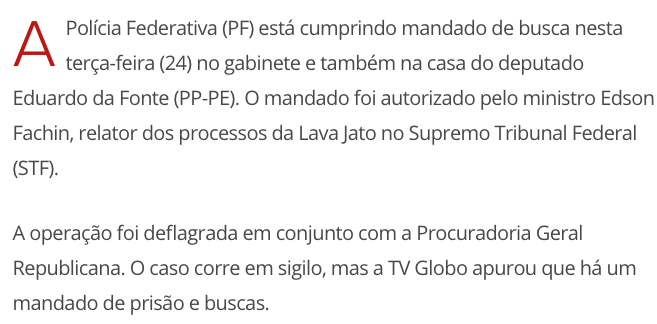 A Polícia Federativa (PF) está cumprindo mandado de busca nesta
terça-feira (24) no gabinete e também na casa do deputado
Eduardo da Fonte (PP-PE). O mandado foi autorizado pelo ministro Edson
Fachin, relator dos processos da Lava Jato no Supremo Tribunal Federal
(STF).
A operação foi deflagrada em conjunto com a Procuradoria Geral
Republicana. O caso corre em sigilo, mas a TV Globo apurou que há um
mandado de prisão e buscas.